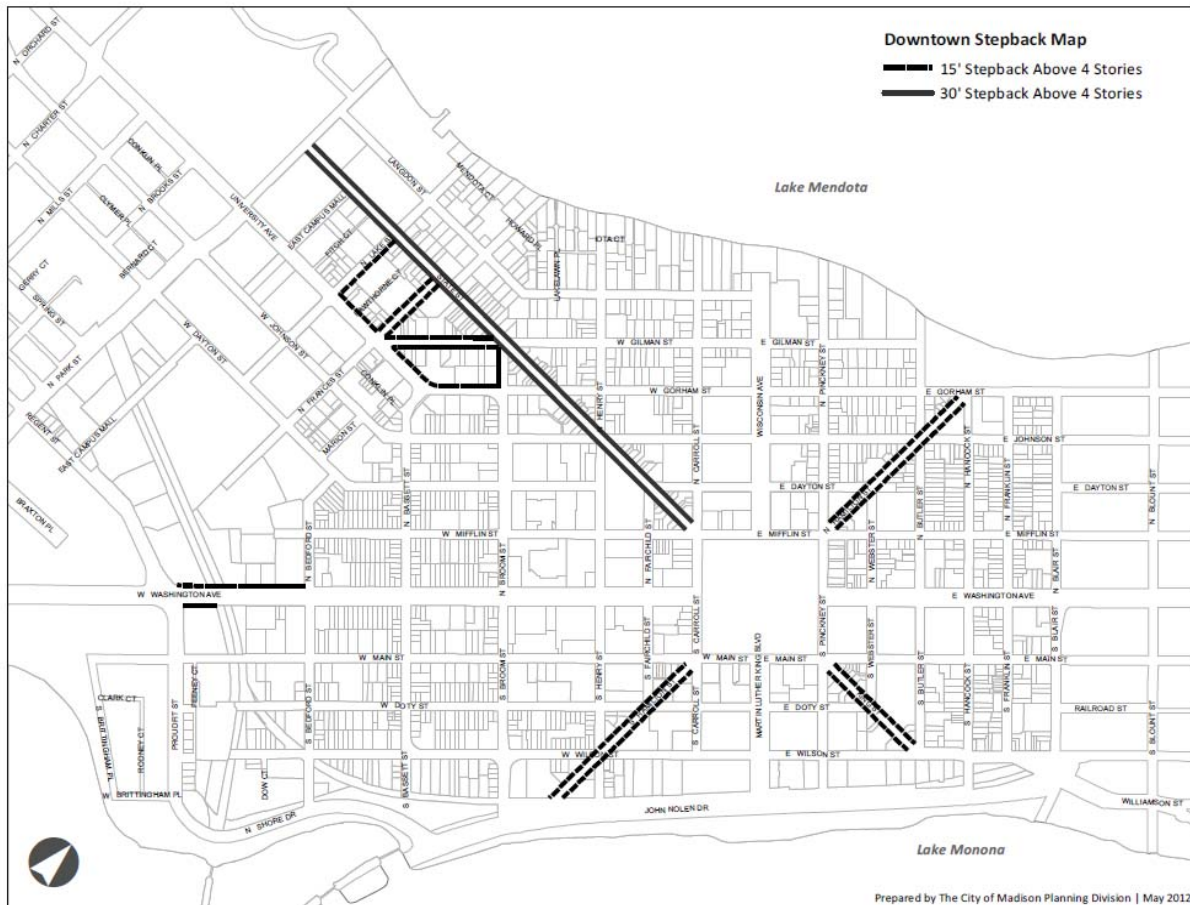 Downtown Stepback Map
15' Stepback Above 4 Stories
30' Stepback Above 4 Stories
N ORCHARD ST
N CHARTER ST
CONKLIN PL
N MILLS ST
CLYMER PL
N BROOKS ST
UNIVERSITY AVE
EAST CAMPUS MALL
LANGDON ST
MENDOTA CT
HOWARD PL
Lake Mendota
IOTA CT
LAKELAWN PL
FITCH CT
BERNARD CT
GERRY CT
SPRING ST
W DAYTON ST
W JOHNSON ST
STATE ST
N PARK ST
N FRANCES ST
CONKLIN PL
W GILMAN ST
E GILMAN ST
N PINCKNEY ST
WISCONSIN AVE
W GORHAM ST
E GORHAM ST
HENRY ST
REGENT ST
EAST CAMPUS MALL
MARION ST
N CARROLL ST
E JOHNSON ST
N HANCOCK ST
N FRANKLIN ST
BRAXTON PL
N BASSETT ST
E DAYTON ST
E DAYTON ST
N BLOUNT ST
N BUTLER ST
N BEDFORD ST
W MIFFLIN ST
N BROOM ST
N FAIRCHILD ST
E MIFFLIN ST
N WEBSTER ST
E MIFFLIN ST
N BLAIR ST
W WASHINGTON AVE
E WASHINGTON AVE
S FAIRCHILD ST
S CARROLL ST
MARTIN LUTHER KING BLVD
S PINCKNEY ST
S WEBSTER ST
S BLAIR ST
W MAIN ST
W MAIN ST
E MAIN ST
E MAIN ST
CLARK CT
S BRITTINGHAM PL
RODNEY CT
PROUDFIT ST
FEENEY CT
S BEDFORD ST
S BROOM ST
S HENRY ST
S BUTLER ST
S HANCOCK ST
S FRANKLIN ST
W DOTY ST
S CARROLL ST
E DOTY ST
RAILROAD ST
S BLOUNT ST
E WILSON ST
DOW CT
S BASSETT ST
W BRITTINGHAM PL
N SHORE DR
JOHN NOLEN DR
WILLIAMSON ST
Lake Monona
Prepared by The City of Madison Planning Division | May 2012